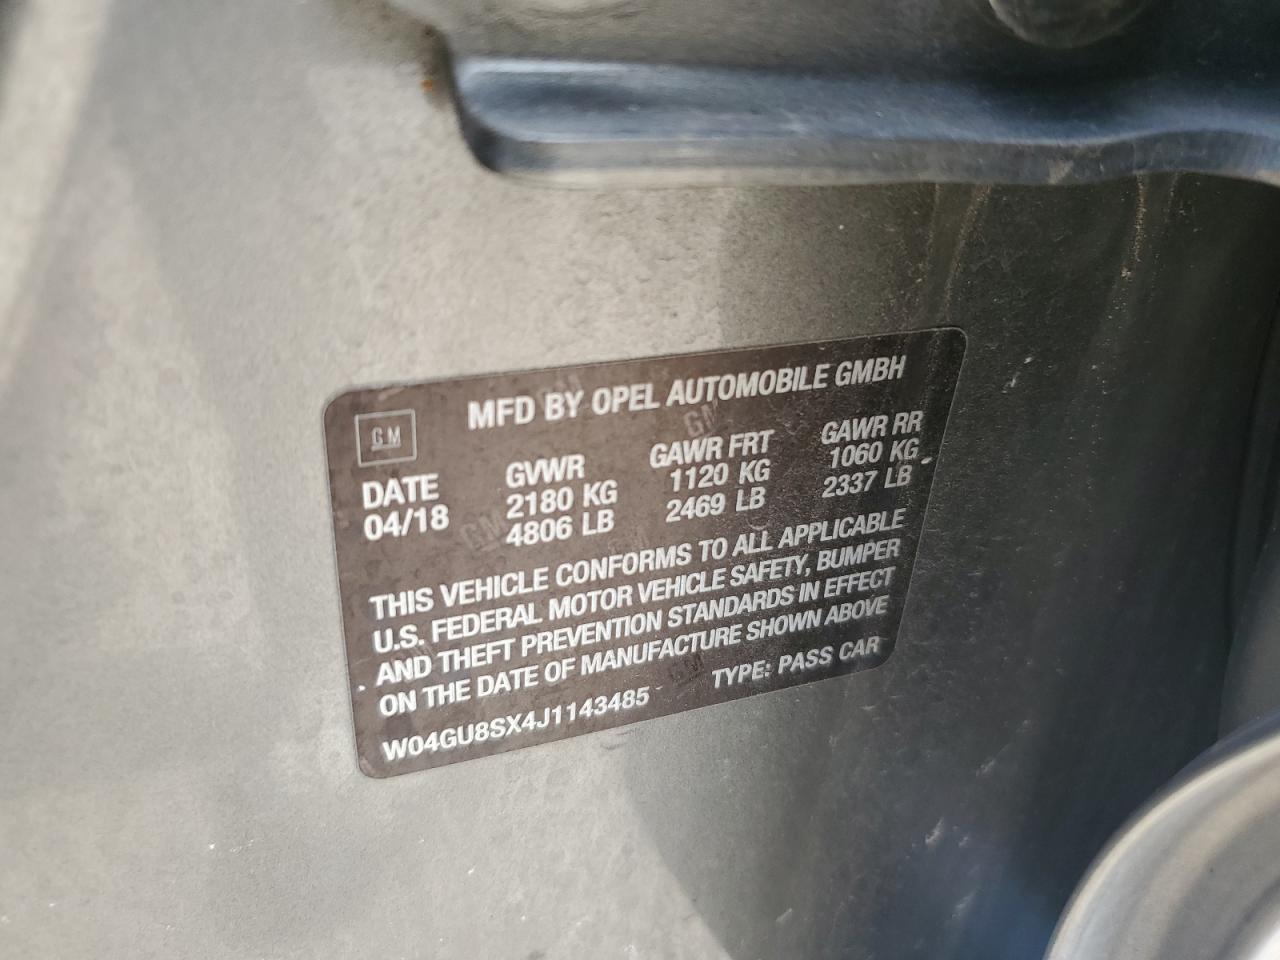 GM
MFD BY OPEL AUTOMOBILE GMBH
DATE GVWR GAWR FRT GAWR RR
04/18 2180 KG 1120 KG 1060 KG
4806 LB 2469 LB 2337 LB
THIS VEHICLE CONFORMS TO ALL APPLICABLE
U.S. FEDERAL MOTOR VEHICLE SAFETY, BUMPER
AND THEFT PREVENTION STANDARDS IN EFFECT
ON THE DATE OF MANUFACTURE SHOWN ABOVE
W04GU8SX4J1143485 TYPE: PASS CAR